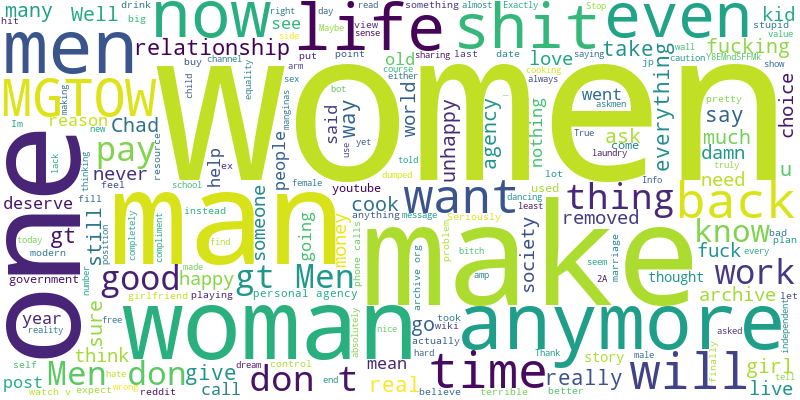 many
Well
big
drink
now
hit
life
shit
even
right
day
read
something
almost
Exactly
Stop
men
relationship
see
Maybe
view
sense
kid
stupid
value
side
put
point
love
take
fucking
MGTOW
buy
channel
old
sharing
last
date
saying
jp
wall
caution
Y8EMndSFFMk
show
reason
Chad
said
child
equality
sex
arm
manginas
way
world
unhappy
agency
nothing
cooking
always
went
askmen
everything
say
choice
Im
new
making
pay
resource
help
ex
people
bot
use
yet
told
dumped
True
laundry
ask
come
much
pretty
one
Women
lack
thinking
never
feel
school
female
youtube
cook
want
lot
used
Info
damn
truly
u
deserve
fill
man
instead
someone
going
money
anything
message
Seriously
dancing
least
thing
need
back
still
gt
today
position
completely
compliment
find
make
problem
society
removed
know
bad
plan
modern
number
made
gt Men
phone calls
archive org
bitch
seem
amp
marriage
2A
fuck
thought
every
government
good
happy
work
girlfriend
playing
personal agency
archive
let
year
sure
free
woman
absolutely
nice
go
took
wiki
anymore
asked
independent
reality
think
actually
self
Men
don
give
dream
control
mean
hard
Thank
story
male
finally
girl
tell
post
hate
wrong
call
don t
real
time
really
will
live
watch v
expect
reddit
end
believe
terrible
better